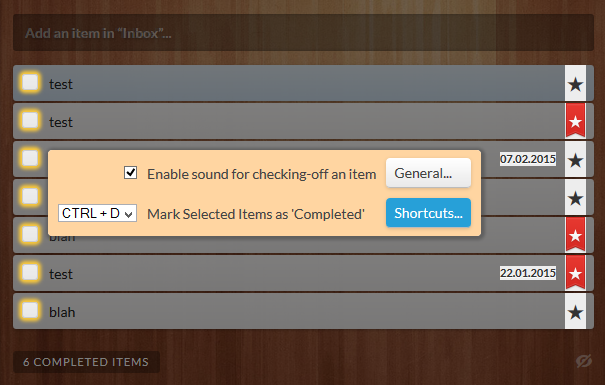 Add an item in “Inbox”...
test
test
07.02.2015
Enable sound for checking-off an item General...
CTRL + D Mark Selected Items as 'Completed' Shortcuts...
blah
test 22.01.2015
blah
6 COMPLETED ITEMS